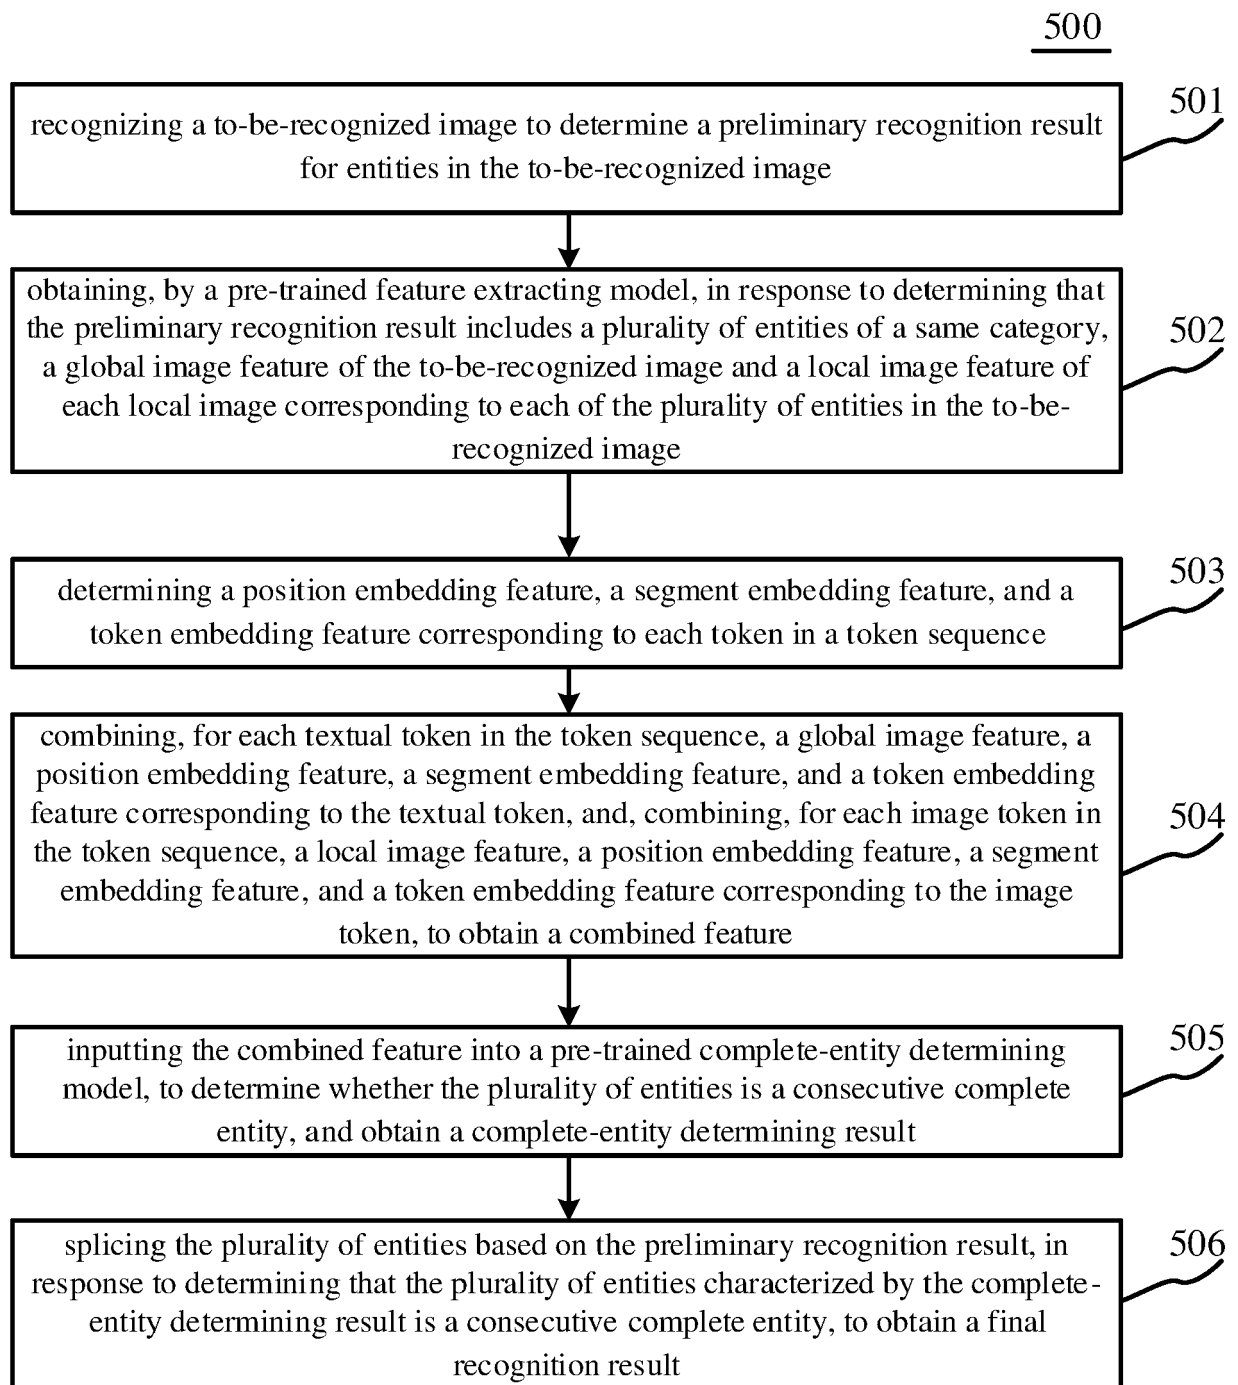 500
501
recognizing a to-be-recognized image to determine a preliminary recognition result
for entities in the to-be-recognized image
502
obtaining, by a pre-trained feature extracting model, in response to determining that
the preliminary recognition result includes a plurality of entities of a same category,
a global image feature of the to-be-recognized image and a local image feature of
each local image corresponding to each of the plurality of entities in the to-be-
recognized image
503
determining a position embedding feature, a segment embedding feature, and a
token embedding feature corresponding to each token in a token sequence
504
combining, for each textual token in the token sequence, a global image feature, a
position embedding feature, a segment embedding feature, and a token embedding
feature corresponding to the textual token, and, combining, for each image token in
the token sequence, a local image feature, a position embedding feature, a segment
embedding feature, and a token embedding feature corresponding to the image
token, to obtain a combined feature
505
inputting the combined feature into a pre-trained complete-entity determining
model, to determine whether the plurality of entities is a consecutive complete
entity, and obtain a complete-entity determining result
506
splicing the plurality of entities based on the preliminary recognition result, in
response to determining that the plurality of entities characterized by the complete-
entity determining result is a consecutive complete entity, to obtain a final
recognition result